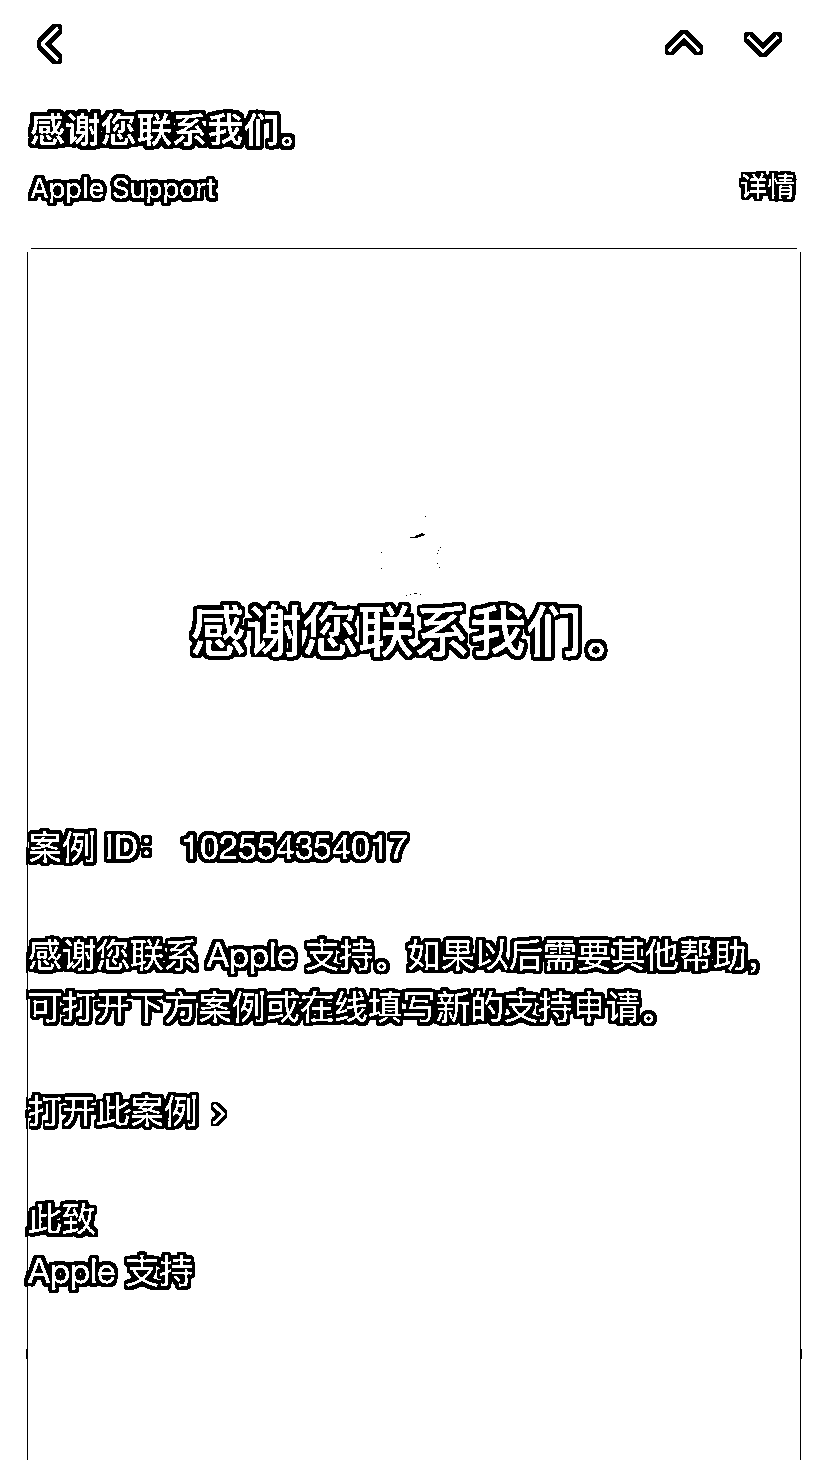 感谢您联系我们。
Apple Support
详情
感谢您联系我们。
案例 ID： 102554354017
感谢您联系 Apple 支持。如果以后需要其他帮助，
可打开下方案例或在线填写新的支持申请。
打开此案例 >
此致
Apple 支持